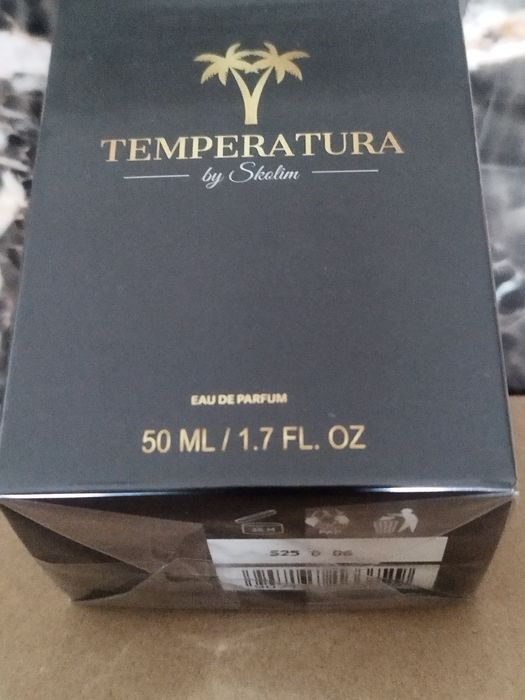 TEMPERATURA
by Skolim
EAU DE PARFUM
50 ML / 1.7 FL. OZ